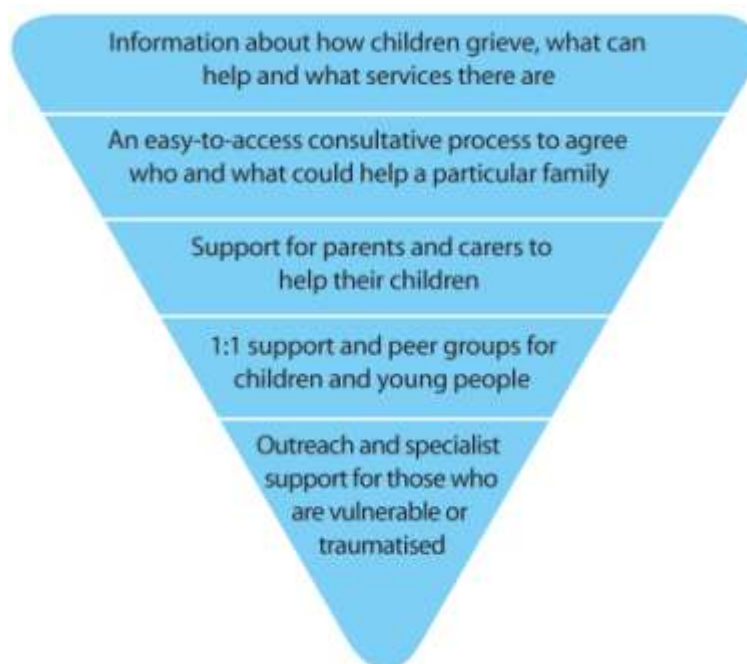 Information about how children grieve, what can
help and what services there are
An easy-to-access consultative process to agree
who and what could help a particular family
Support for parents and carers to
help their children
1:1 support and peer groups for
children and young people
Outreach and specialist
support for those who
are vulnerable or
traumatised